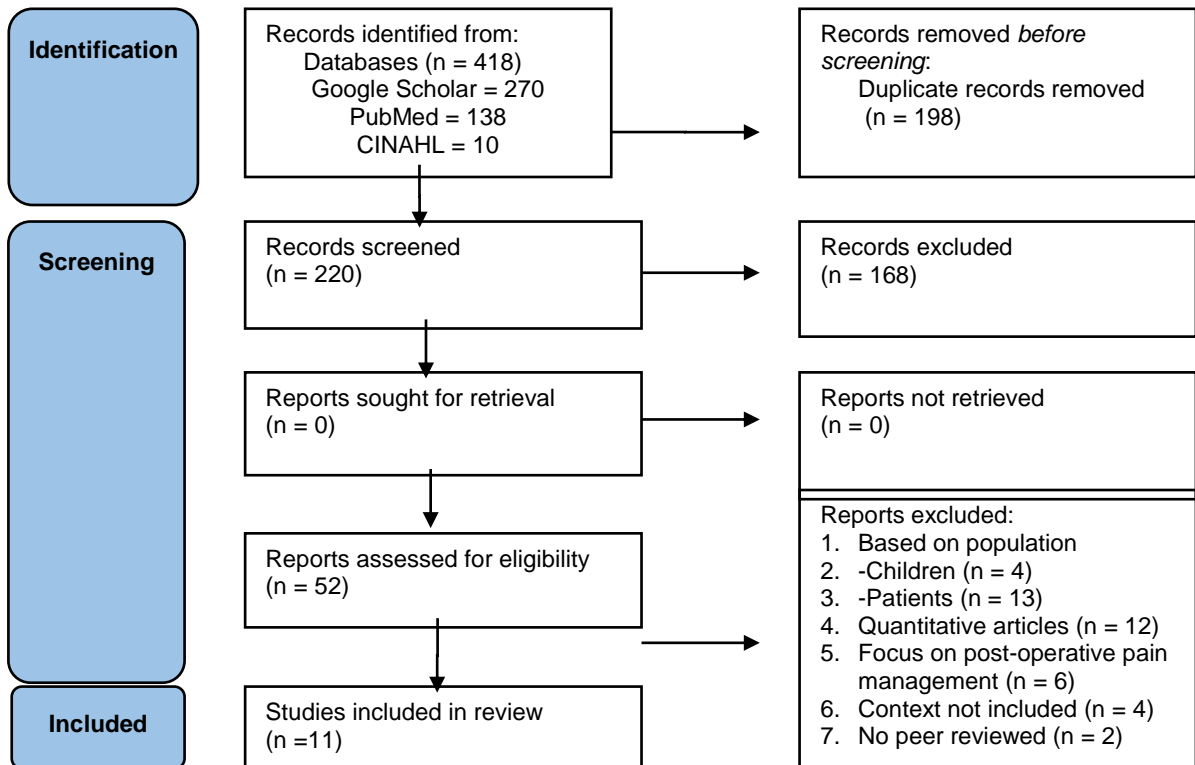 Identification
Records identified from:
Databases (n = 418)
Google Scholar = 270
PubMed = 138
CINAHL = 10
Records removed before
screening:
Duplicate records removed
(n = 198)
Screening
Records screened
(n = 220)
Records excluded
(n = 168)
Reports sought for retrieval
(n = 0)
Reports not retrieved
(n = 0)
Reports assessed for eligibility
(n = 52)
Reports excluded:
1. Based on population
2. -Children (n = 4)
3. -Patients (n = 13)
4. Quantitative articles (n = 12)
5. Focus on post-operative pain
management (n = 6)
6. Context not included (n = 4)
7. No peer reviewed (n = 2)
Included
Studies included in review
(n =11)